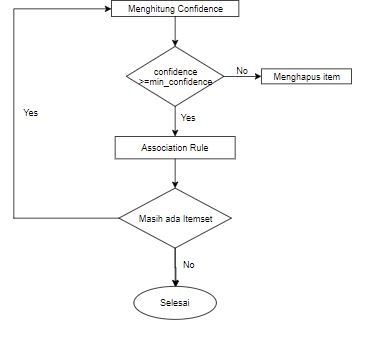 Menghitung Confidence
confidence
>=min_confidence
No
Menghapus item
Yes
Yes
Association Rule
Masih ada Itemset
No
Selesai